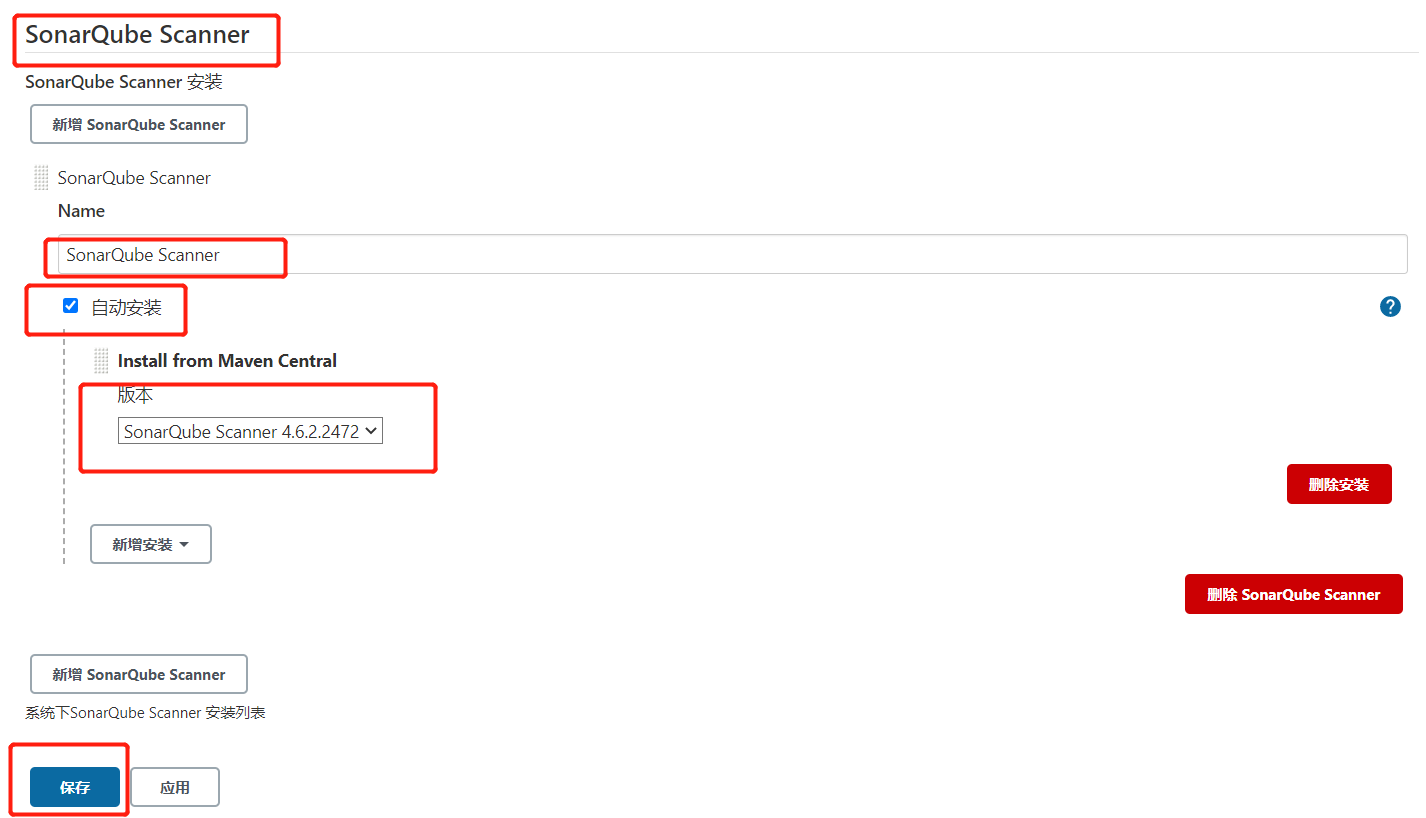 SonarQube Scanner
SonarQube Scanner 安装
新增 SonarQube Scanner
SonarQube Scanner
Name
SonarQube Scanner
自动安装
?
Install from Maven Central
版本
SonarQube Scanner 4.6.2.2472
删除安装
新增安装
删除 SonarQube Scanner
新增 SonarQube Scanner
系统下SonarQube Scanner 安装列表
保存 应用